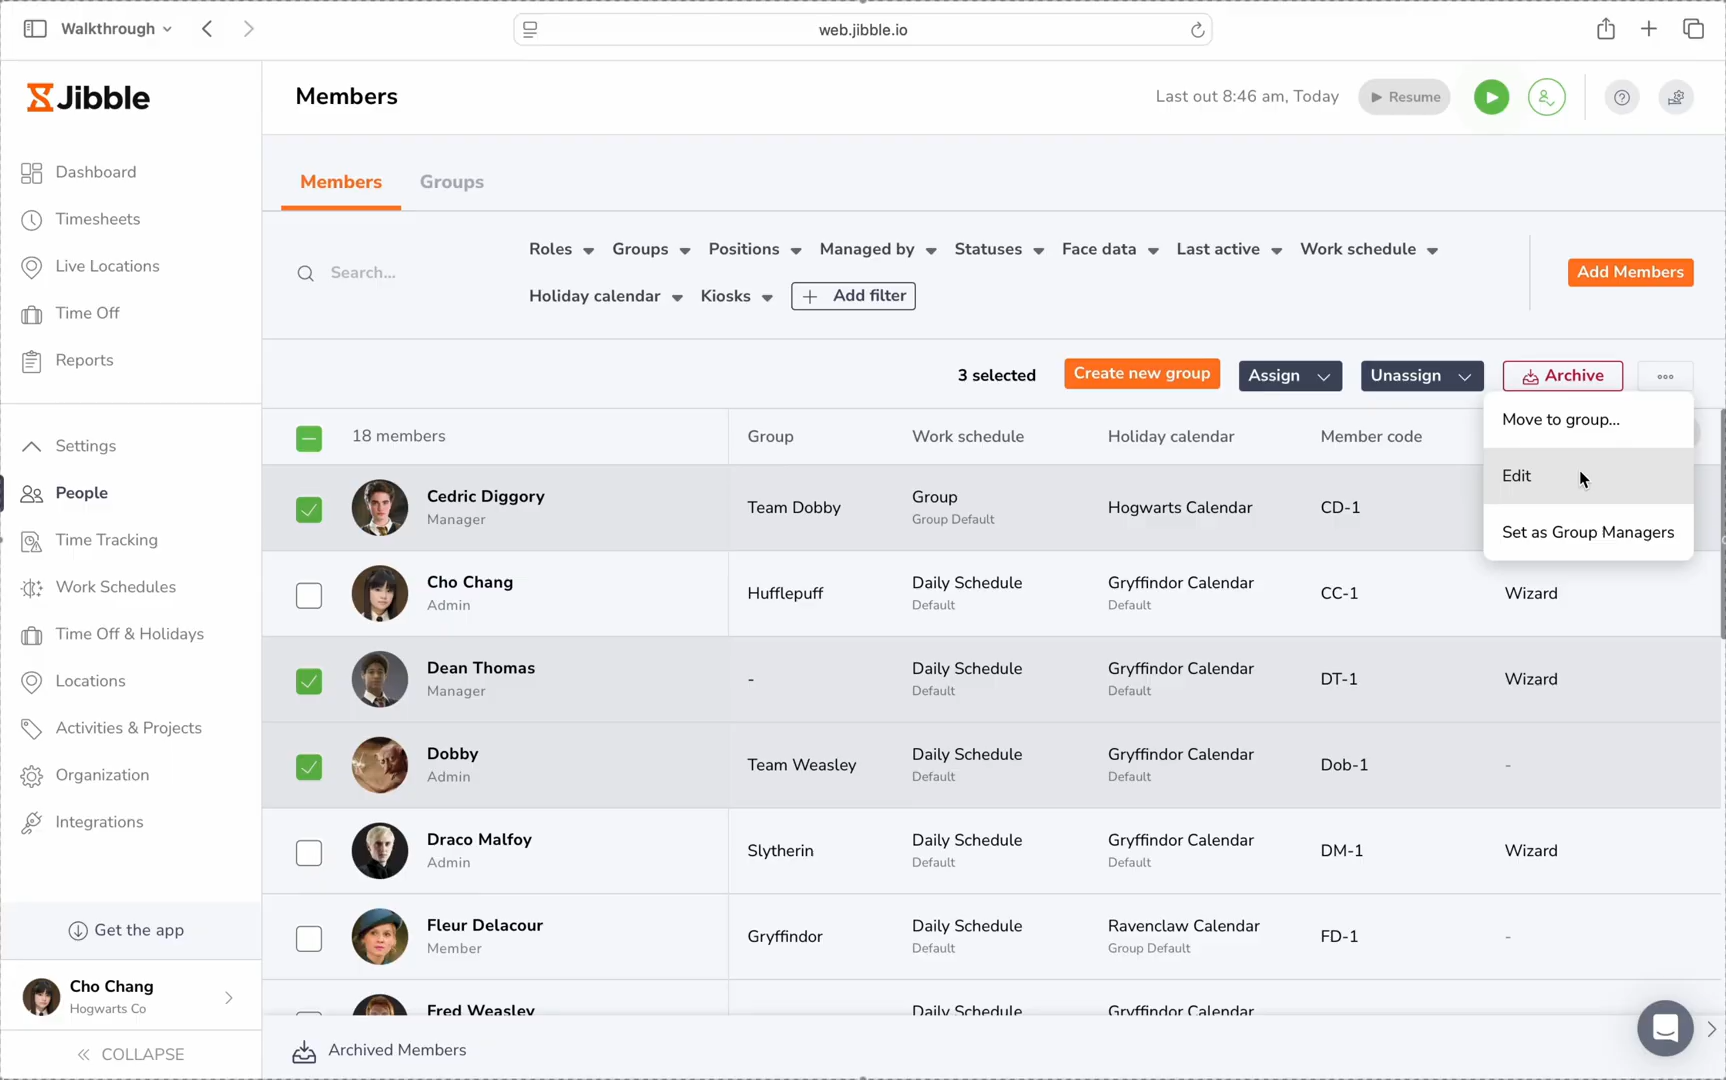 Walkthrough
web.jibble.io
Jibble
Members
Last out 8:46 am, Today
Resume
Dashboard
Timesheets
Live Locations
Time Off
Reports
Settings
People
Time Tracking
Work Schedules
Time Off & Holidays
Locations
Activities & Projects
Organization
Integrations
Get the app
Cho Chang
Hogwarts Co
COLLAPSE
Members
Groups
Search...
Roles
Groups
Positions
Managed by
Statuses
Face data
Last active
Work schedule
Holiday calendar
Kiosks
Add filter
Add Members
3 selected
Create new group
Assign
Unassign
Archive
Move to group...
Edit
Set as Group Managers
18 members
Group
Work schedule
Holiday calendar
Member code
Cedric Diggory
Manager
Team Dobby
Group
Group Default
Hogwarts Calendar
CD-1
Cho Chang
Admin
Hufflepuff
Daily Schedule
Default
Gryffindor Calendar
Default
CC-1
Wizard
Dean Thomas
Manager
-
Daily Schedule
Default
Gryffindor Calendar
Default
DT-1
Wizard
Dobby
Admin
Team Weasley
Daily Schedule
Default
Gryffindor Calendar
Default
Dob-1
-
Draco Malfoy
Admin
Slytherin
Daily Schedule
Default
Gryffindor Calendar
Default
DM-1
Wizard
Fleur Delacour
Member
Gryffindor
Daily Schedule
Default
Ravenclaw Calendar
Group Default
FD-1
-
Fred Weasley
Daily Schedule
Gryffindor Calendar
Archived Members